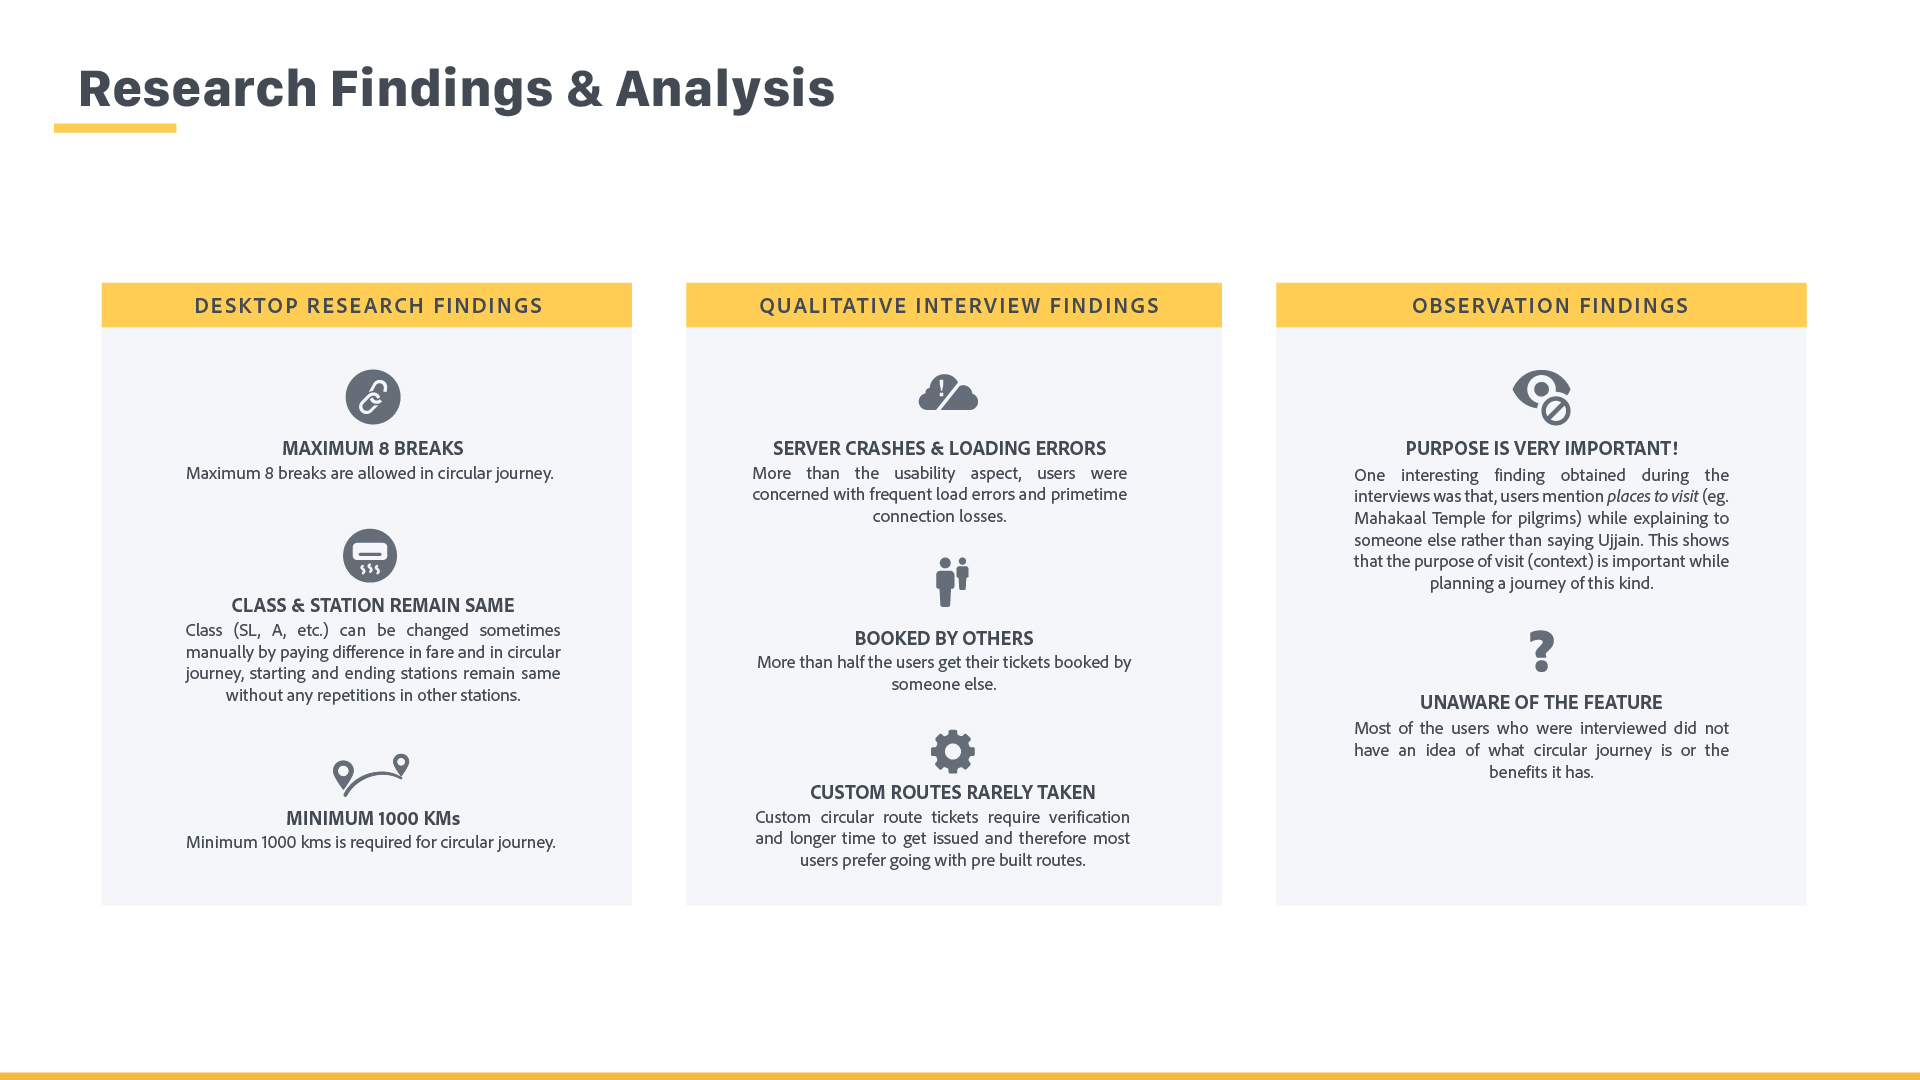 Research Findings & Analysis
DESKTOP RESEARCH FINDINGS
MAXIMUM 8 BREAKS
Maximum 8 breaks are allowed in circular journey.
CLASS & STATION REMAIN SAME
Class (SL, A, etc.) can be changed sometimes
manually by paying difference in fare and in circular
journey, starting and ending stations remain same
without any repetitions in other stations.
MINIMUM 1000 KMs
Minimum 1000 kms is required for circular journey.
QUALITATIVE INTERVIEW FINDINGS
SERVER CRASHES & LOADING ERRORS
More than the usability aspect, users were
concerned with frequent load errors and primetime
connection losses.
BOOKED BY OTHERS
More than half the users get their tickets booked by
someone else.
CUSTOM ROUTES RARELY TAKEN
Custom circular route tickets require verification
and longer time to get issued and therefore most
users prefer going with pre built routes.
OBSERVATION FINDINGS
PURPOSE IS VERY IMPORTANT!
One interesting finding obtained during the
interviews was that, users mention places to visit (eg.
Mahakaal Temple for pilgrims) while explaining to
someone else rather than saying Ujjain. This shows
that the purpose of visit (context) is important while
planning a journey of this kind.
UNAWARE OF THE FEATURE
Most of the users who were interviewed did not
have an idea of what circular journey is or the
benefits it has.